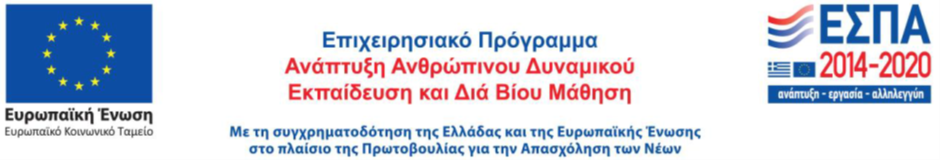 Ευρωπαϊκή Ένωση
Ευρωπαϊκό Κοινωνικό Ταμείο
Επιχειρησιακό Πρόγραμμα
Ανάπτυξη Ανθρώπινου Δυναμικού
Εκπαίδευση και Διά Βίου Μάθηση
Με τη συγχρηματοδότηση της Ελλάδας και της Ευρωπαϊκής Ένωσης
στο πλαίσιο της Πρωτοβουλίας για την Απασχόληση των Νέων
ΕΣΠΑ
2014-2020
ανάπτυξη - εργασία - αλληλεγγύη